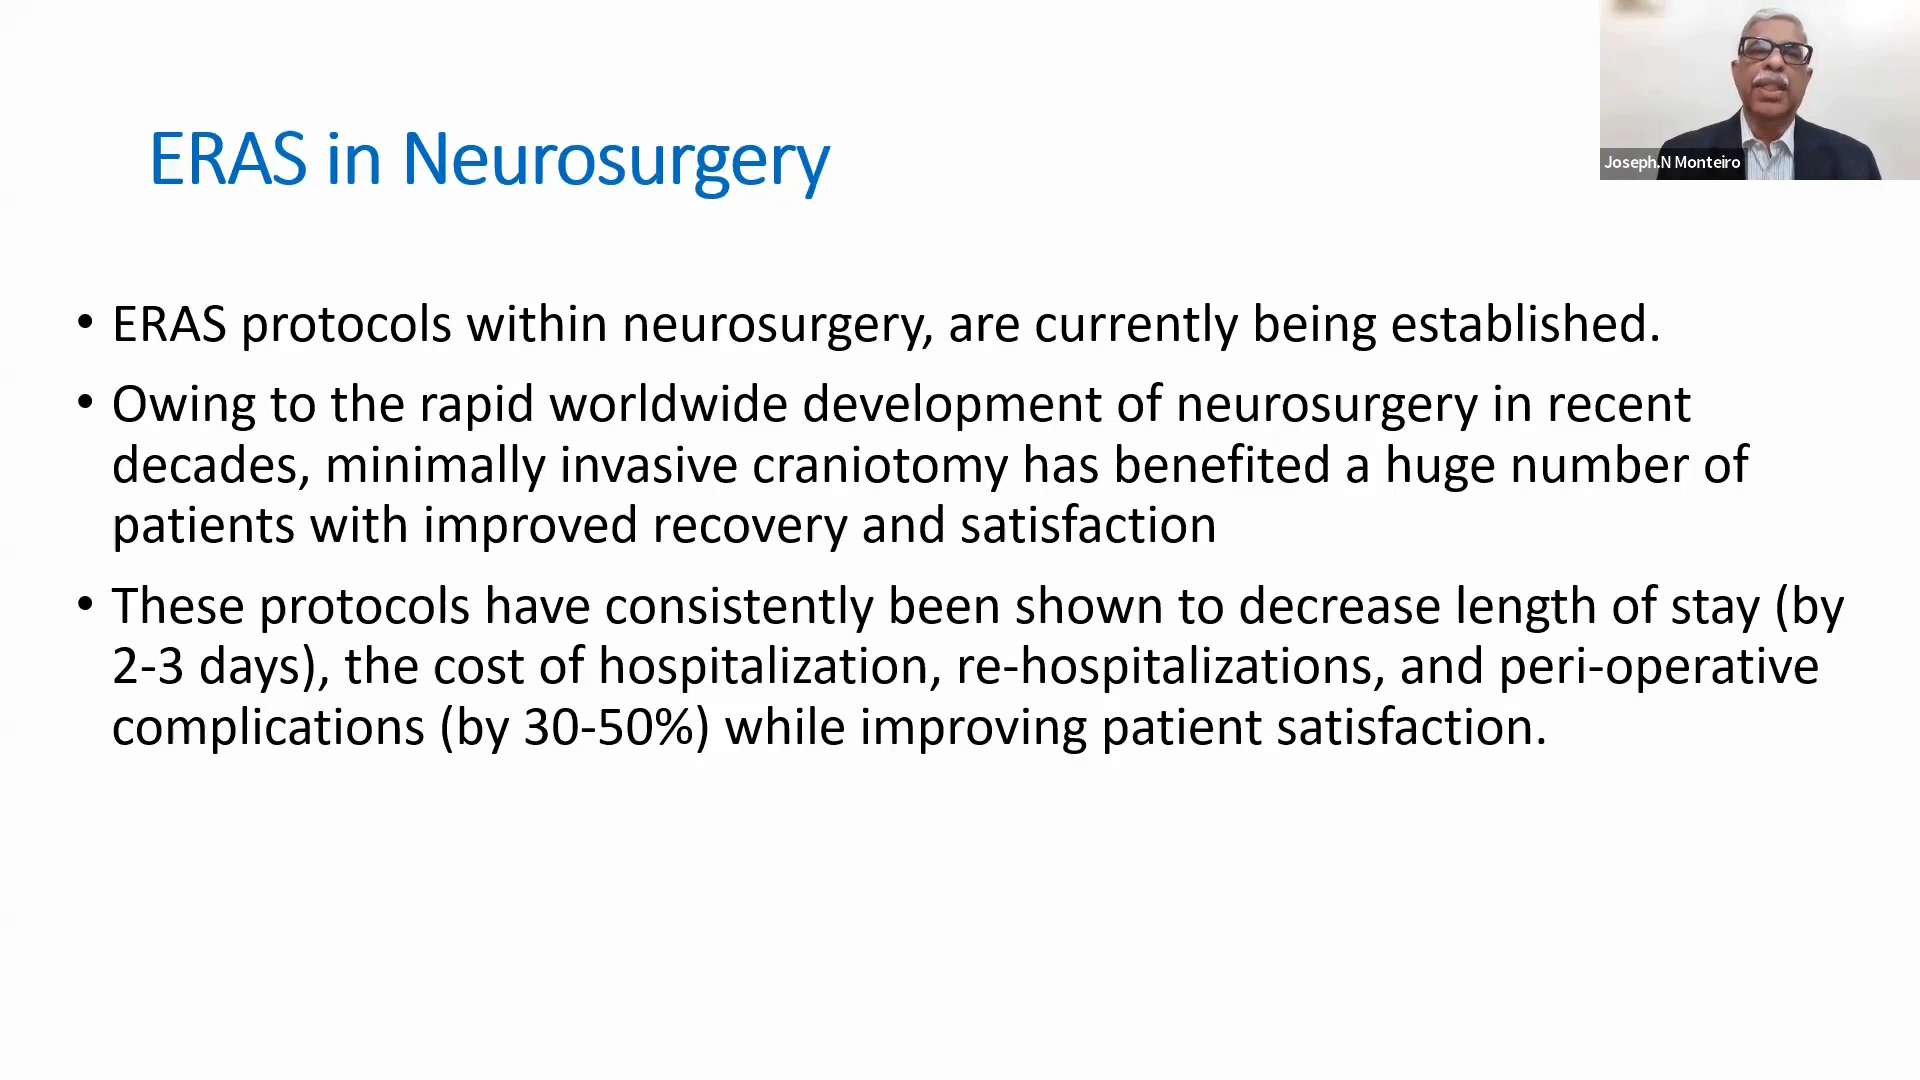 Joseph.N Monteiro
ERAS in Neurosurgery
• ERAS protocols within neurosurgery, are currently being established.
• Owing to the rapid worldwide development of neurosurgery in recent
decades, minimally invasive craniotomy has benefited a huge number of
patients with improved recovery and satisfaction
• These protocols have consistently been shown to decrease length of stay (by
2-3 days), the cost of hospitalization, re-hospitalizations, and peri-operative
complications (by 30-50%) while improving patient satisfaction.